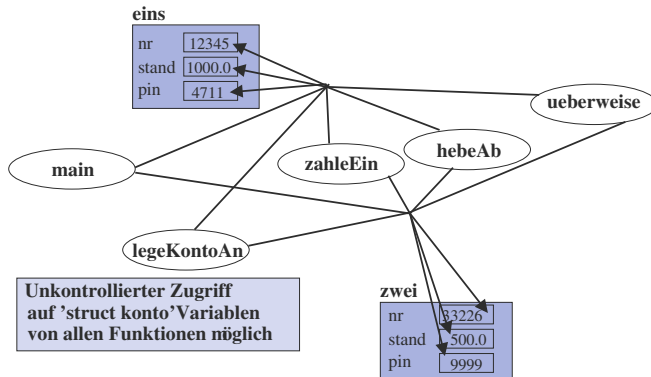 eins
nr 12345
stand 1000.0
pin 4711
ueberweise
hebeAb
zahleEin
main
legeKontoAn
Unkontrollierter Zugriff
auf ’struct konto’Variablen
von allen Funktionen möglich
zwei
nr 33226
stand 500.0
pin 9999